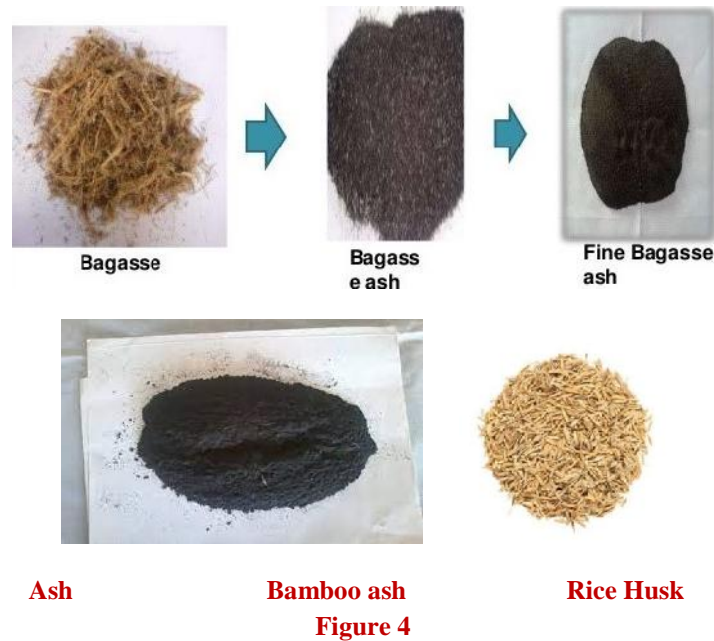 Bagasse
Bagass
e ash
Fine Bagasse
ash
Ash Bamboo ash Rice Husk
Figure 4